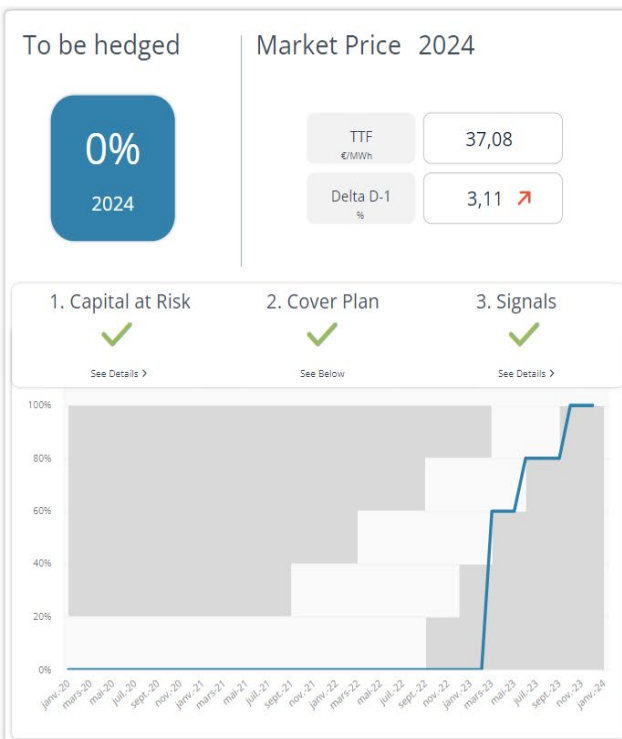 To be hedged
Market Price 2024
0%
2024
TTF
€/MWh
37,08
Delta D-1
%
3,11
1. Capital at Risk
2. Cover Plan
3. Signals
See Details >
See Below
See Details >
100%
80%
60%
40%
20%
0%
janv.-20
mars-20
mai-20
juil.-20
sept.-20
nov.-20
janv.-21
mars-21
mai-21
juil.-21
sept.-21
nov.-21
janv.-22
mars-22
mai-22
juil.-22
sept.-22
nov.-22
janv.-23
mars-23
mai-23
juil.-23
sept.-23
nov.-23
janv.-24